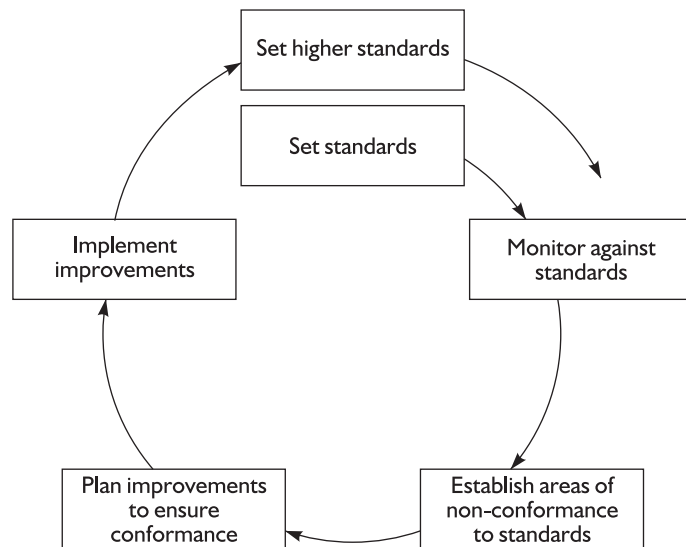 Set higher standards
Set standards
Implement
improvements
Monitor against
standards
Plan improvements
to ensure
conformance
Establish areas of
non-conformance
to standards